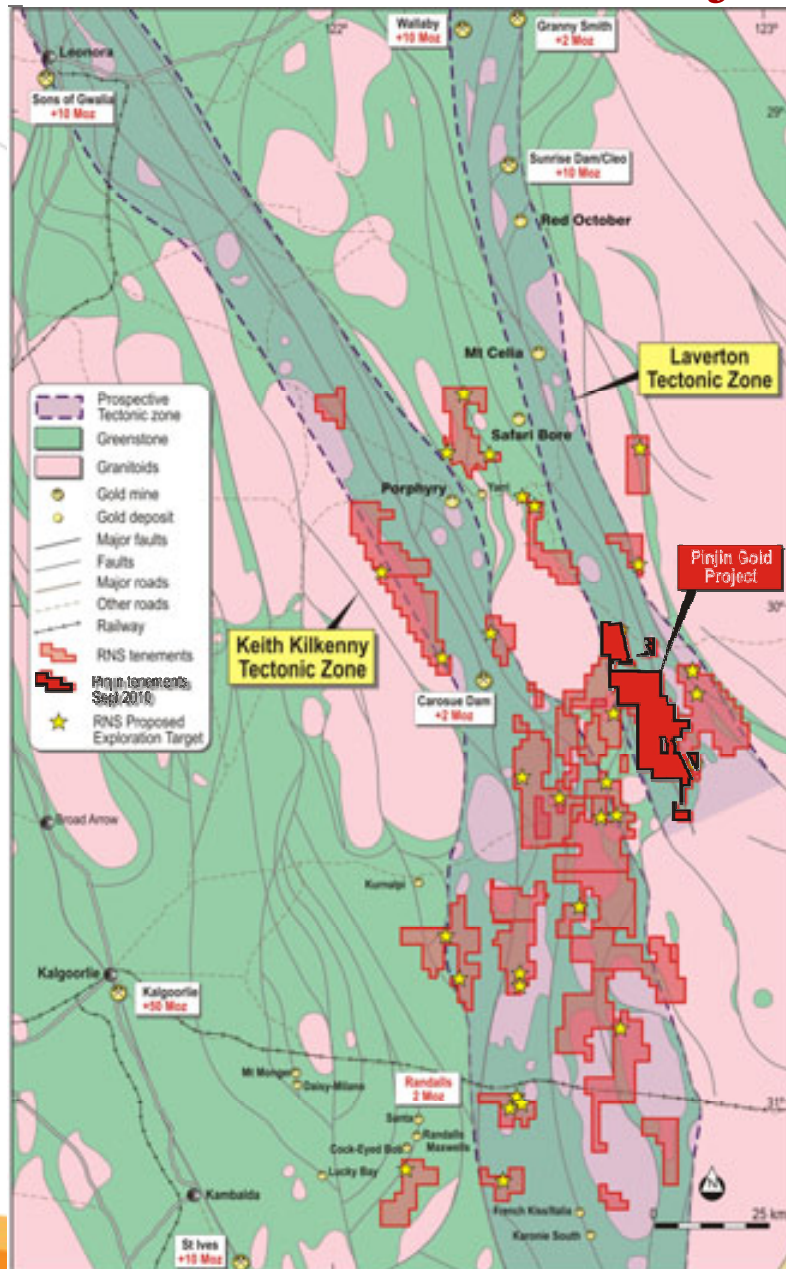 g
122°
123°
Leonora
Sons of Gwalia
+10 Moz
Wallaby
+10 Moz
Granny Smith
+2 Moz
29°
Sunrise Dam/Cleo
+10 Moz
Red October
Mt Celia
Laverton
Tectonic Zone
Safari Bore
Porphyry
Yarri
Prospective
Tectonic zone
Greenstone
Granitoids
Gold mine
Gold deposit
Major faults
Faults
Major roads
Other roads
Railway
RNS tenements
Pinjin tenements
Sept 2010
RNS Proposed
Exploration Target
Pinjin Gold
Project
30°
Keith Kilkenny
Tectonic Zone
Carosue Dam
+2 Moz
Broad Arrow
Kurnalpi
Kalgoorlie
Kalgoorlie
+50 Moz
Mt Monger
Daisy-Milano
Randalls
2 Moz
31°
Santa
Randalls
Maxwells
Cock-Eyed Bob
Lucky Bay
Kambalda
French Kiss/Italia
Karonie South
St Ives
+10 Moz
N
0
25 km